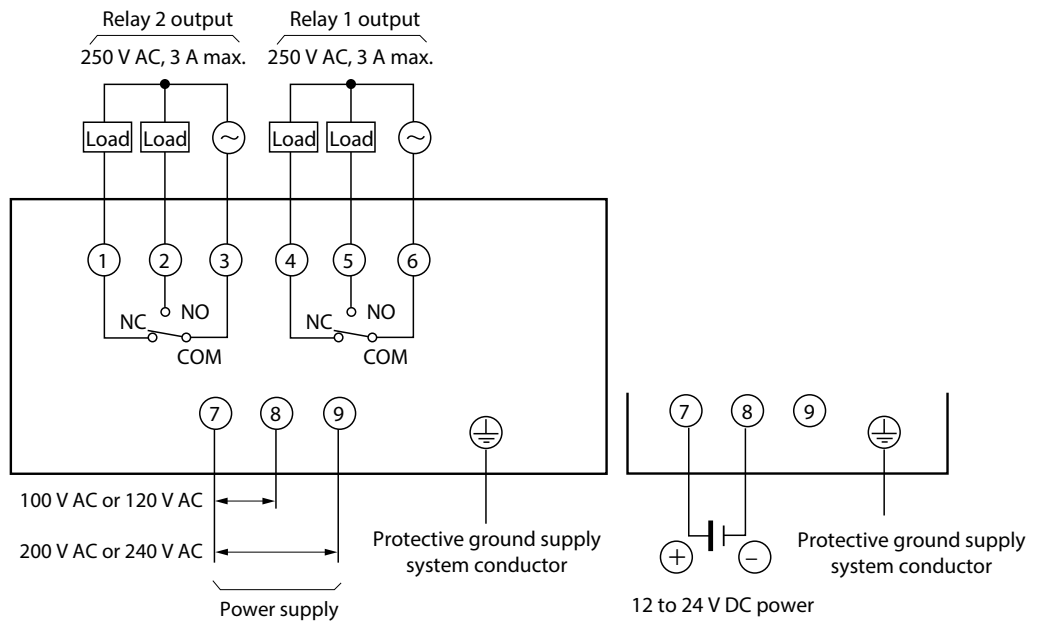 Relay 2 output
Relay 1 output
250 V AC, 3 A max.
250 V AC, 3 A max.
Load
Load
~
Load
Load
~
1
2
3
4
5
6
NO
NC
COM
NO
NC
COM
7
8
9
7
8
9
100 V AC or 120 V AC
200 V AC or 240 V AC
Power supply
Protective ground supply
system conductor
+
−
Protective ground supply
system conductor
12 to 24 V DC power